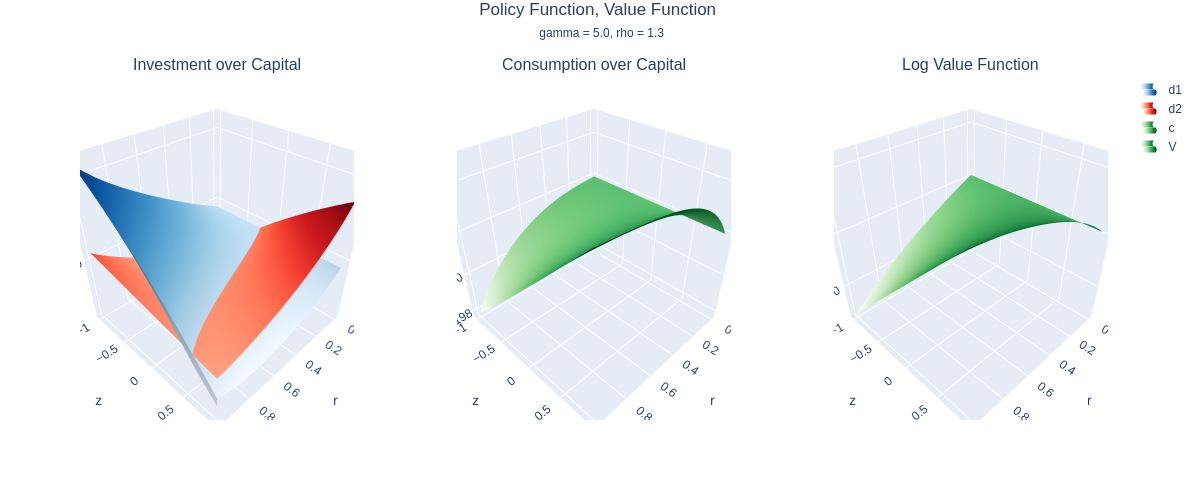 Policy Function, Value Function
gamma = 5.0, rho = 1.3
Investment over Capital
Consumption over Capital
Log Value Function
d1
d2
c
V
−1
−0.5
0
0.5
z
0
0.2
0.4
0.6
0.8
r
0
−1
−0.5
0
0.5
z
0
0.2
0.4
0.6
0.8
r
0
−1
−0.5
0
0.5
z
0
0.2
0.4
0.6
0.8
r